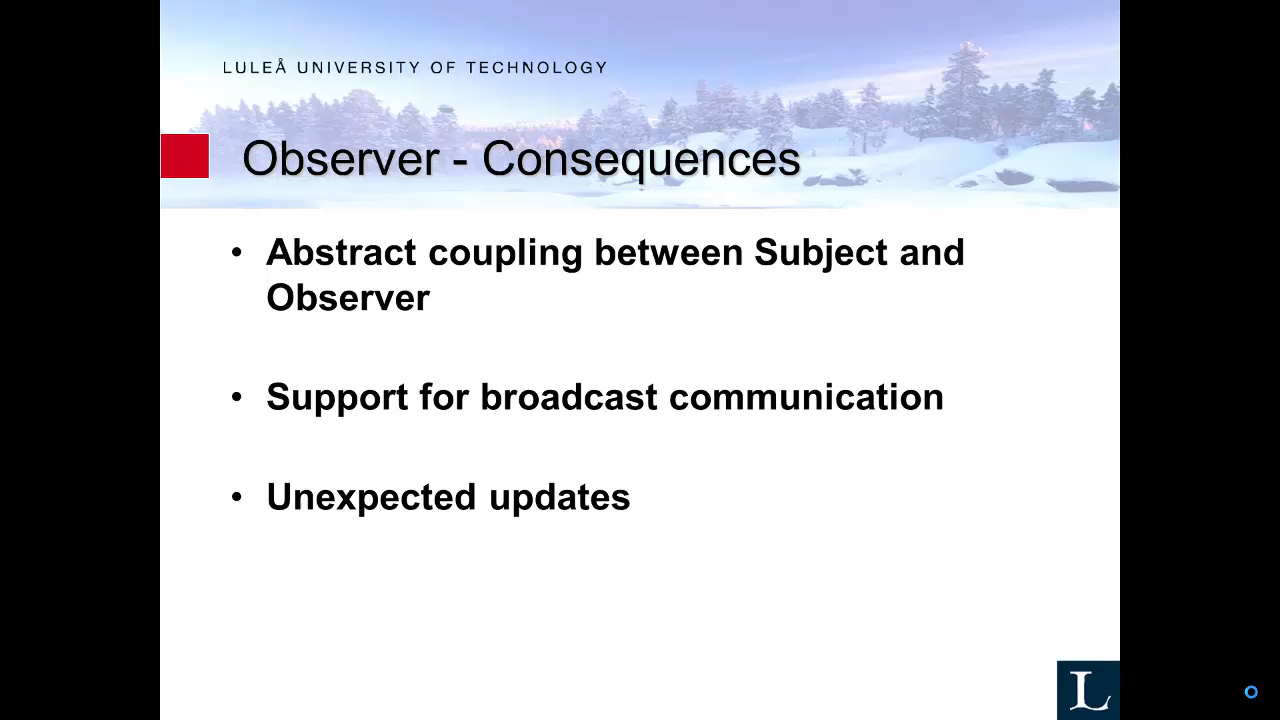 LULEÅ UNIVERSITY OF TECHNOLOGY
Observer - Consequences
• Abstract coupling between Subject and
Observer
• Support for broadcast communication
• Unexpected updates
L